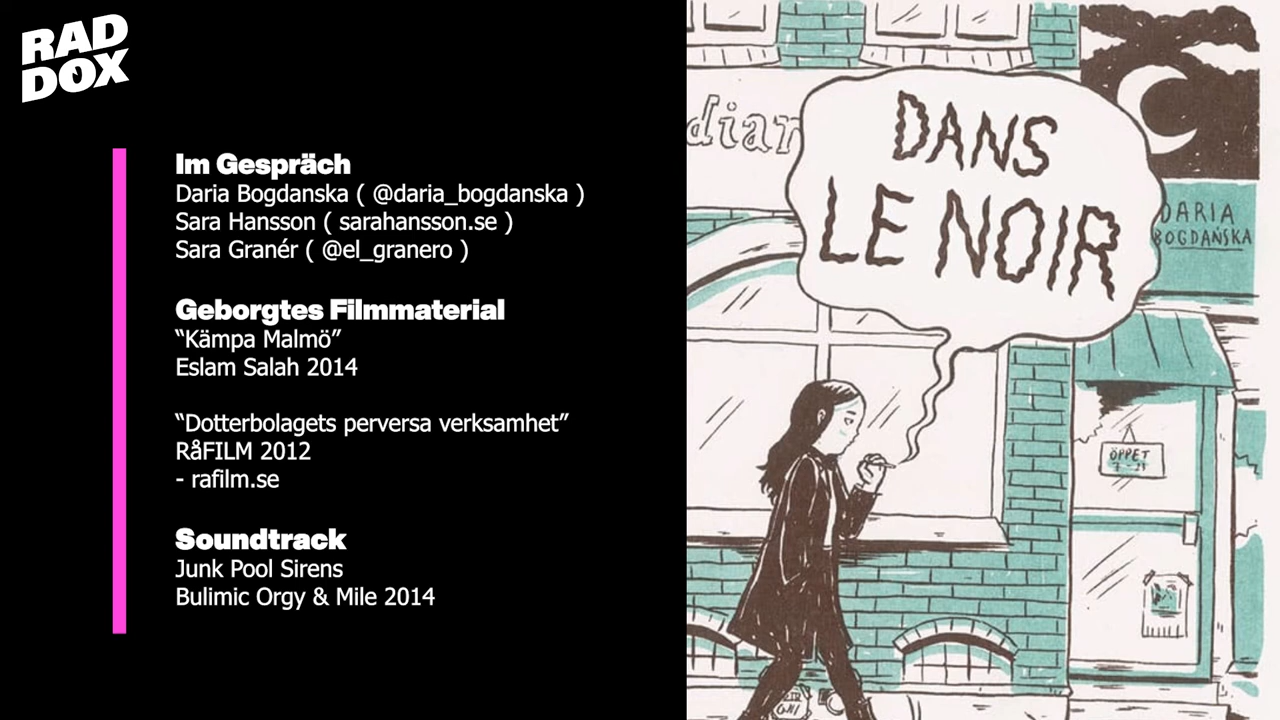 RAD
DOX
Im Gespräch
Daria Bogdanska ( @daria_bogdanska )
Sara Hansson ( sarahansson.se )
Sara Granér ( @el_granero )
Geborgtes Filmmaterial
“Kämpa Malmö”
Eslam Salah 2014
“Dotterbolagets perversa verksamhet”
RåFILM 2012
- rafilm.se
Soundtrack
Junk Pool Sirens
Bulimic Orgy & Mile 2014
dian
DANS
LE NOIR
DARIA
BOGDAŃSKA
ÖPPET